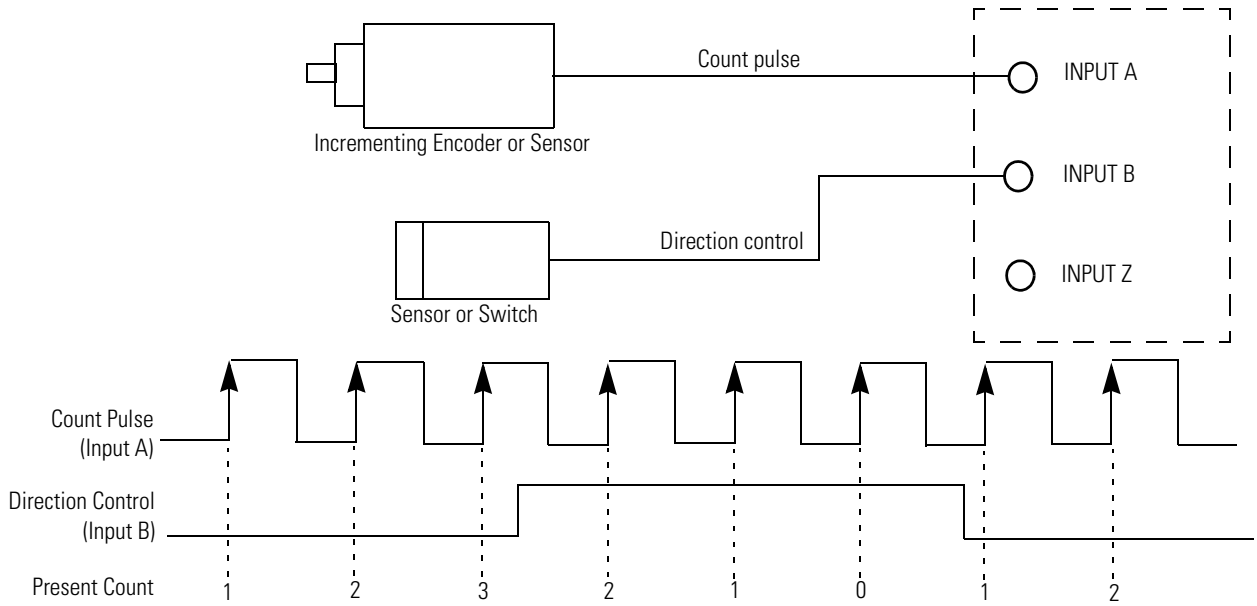 Count pulse
INPUT A
Incrementing Encoder or Sensor
INPUT B
Direction control
INPUT Z
Sensor or Switch
Count Pulse
(Input A)
Direction Control
(Input B)
Present Count 1 2 3 2 1 0 1 2